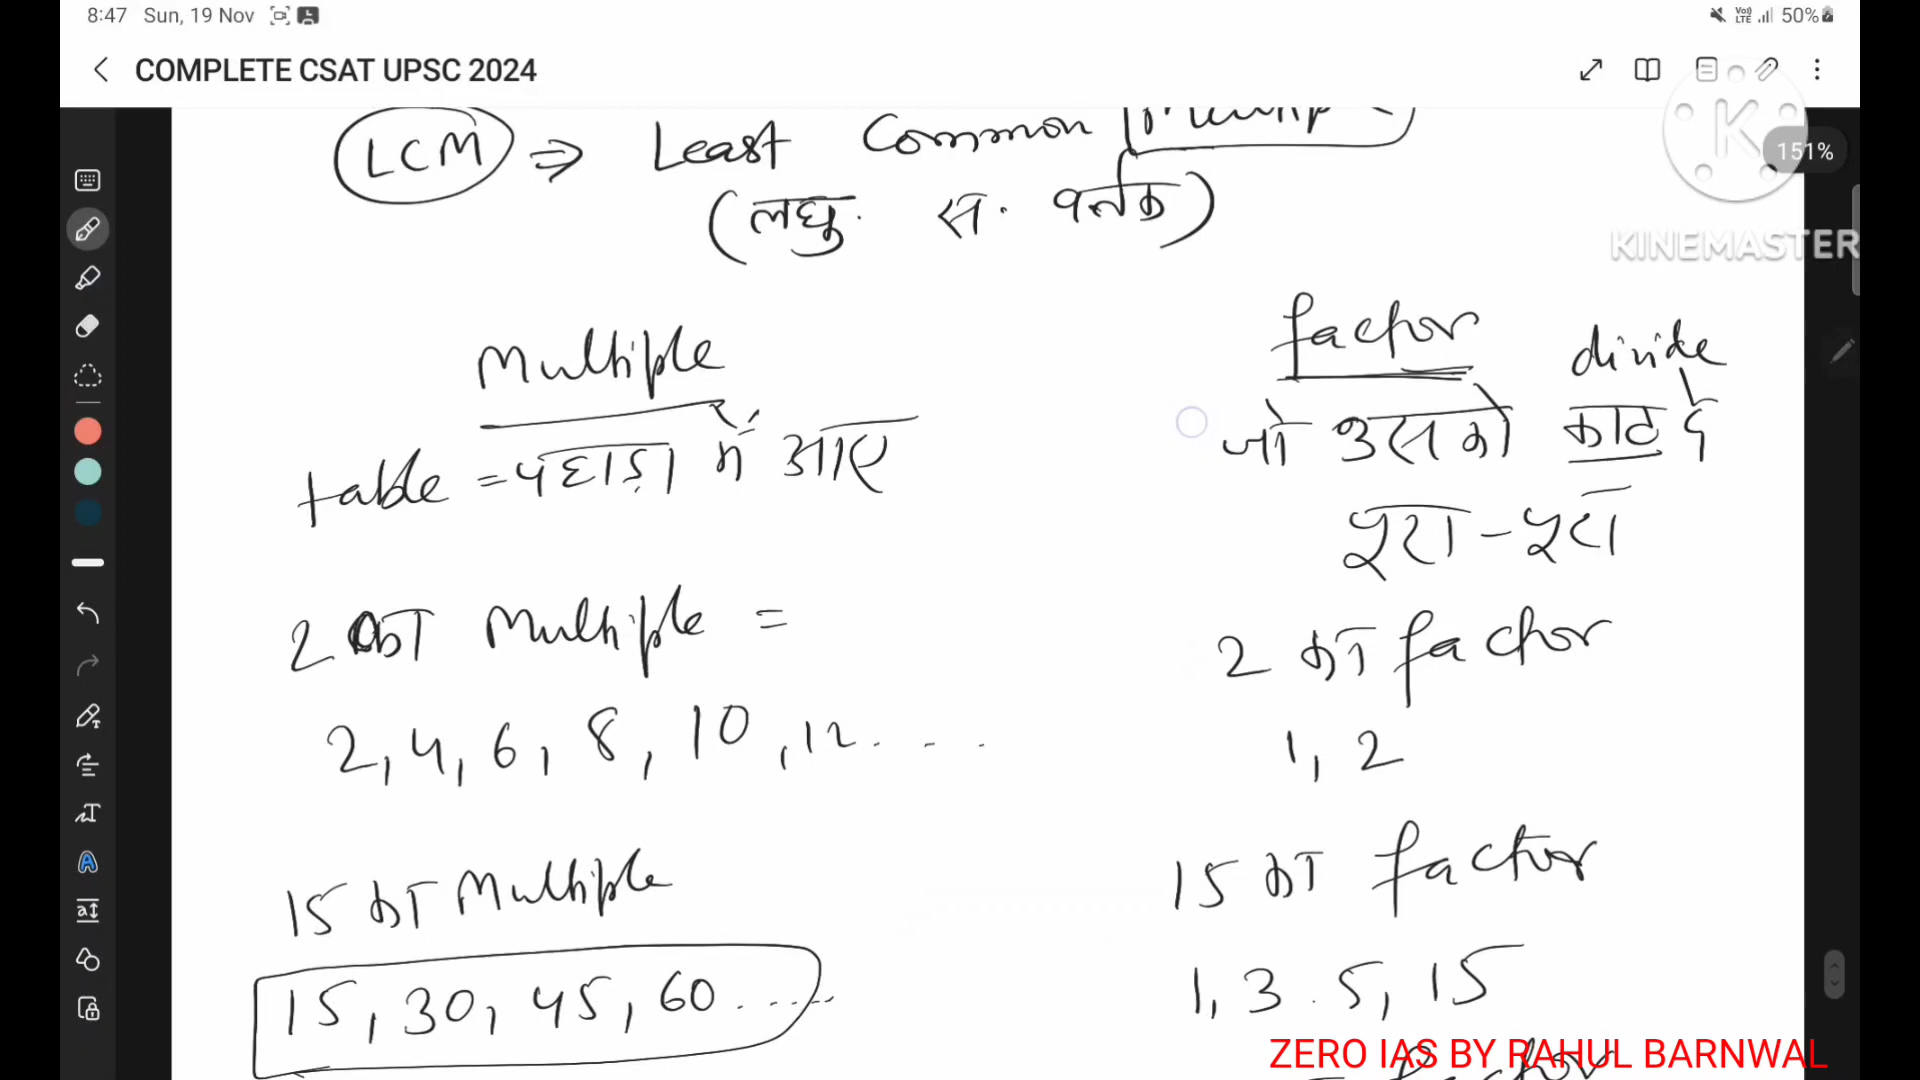 8:47 Sun, 19 Nov 50%
COMPLETE CSAT UPSC 2024
151%
KINEMASTER
LCM ⇒ Least Common
(लघु. स. पर्तक)
Multiple
table = पहाड़ा में आए
2 का Multiple =
2, 4, 6, 8, 10, 12. . . .
15 का Multiple
15, 30, 45, 60 . . . . .
factor
divide
जो उसको काट दे
पूरा - पूरा
2 का factor
1, 2
15 का factor
1, 3 . 5, 15
ZERO IAS BY RAHUL BARNWAL